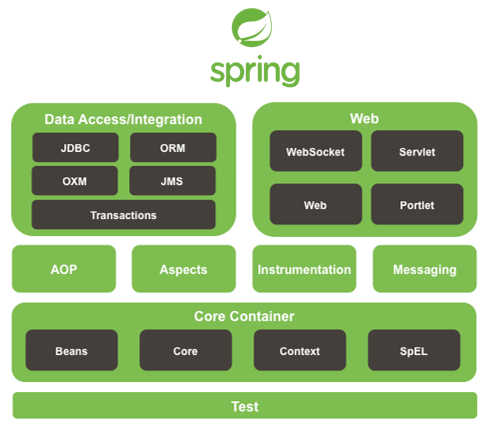 spring
Data Access/Integration
JDBC ORM
OXM JMS
Transactions
Web
WebSocket Servlet
Web Portlet
AOP Aspects Instrumentation Messaging
Core Container
Beans Core Context SpEL
Test